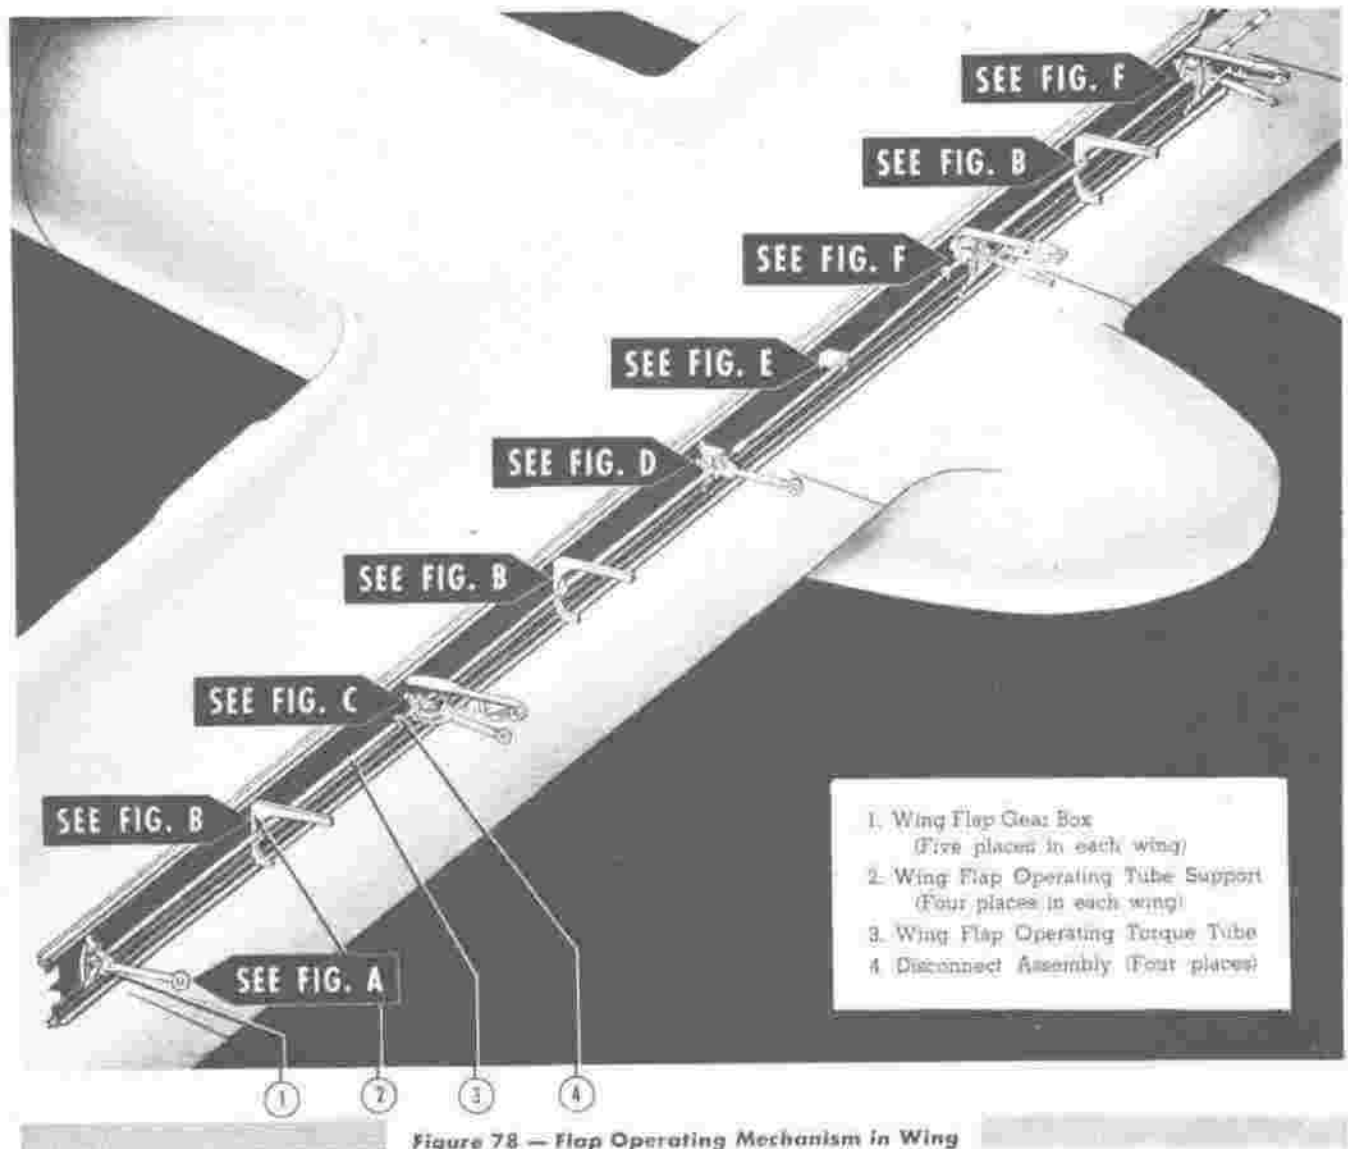 SEE FIG. F
SEE FIG. B
SEE FIG. F
SEE FIG. E
SEE FIG. D
SEE FIG. B
SEE FIG. C
SEE FIG. B
SEE FIG. A
1. Wing Flap Gear Box
(Five places in each wing)
2. Wing Flap Operating Tube Support
(Four places in each wing)
3. Wing Flap Operating Torque Tube
4. Disconnect Assembly (Four places)
1 2 3 4
Figure 78 — Flap Operating Mechanism in Wing